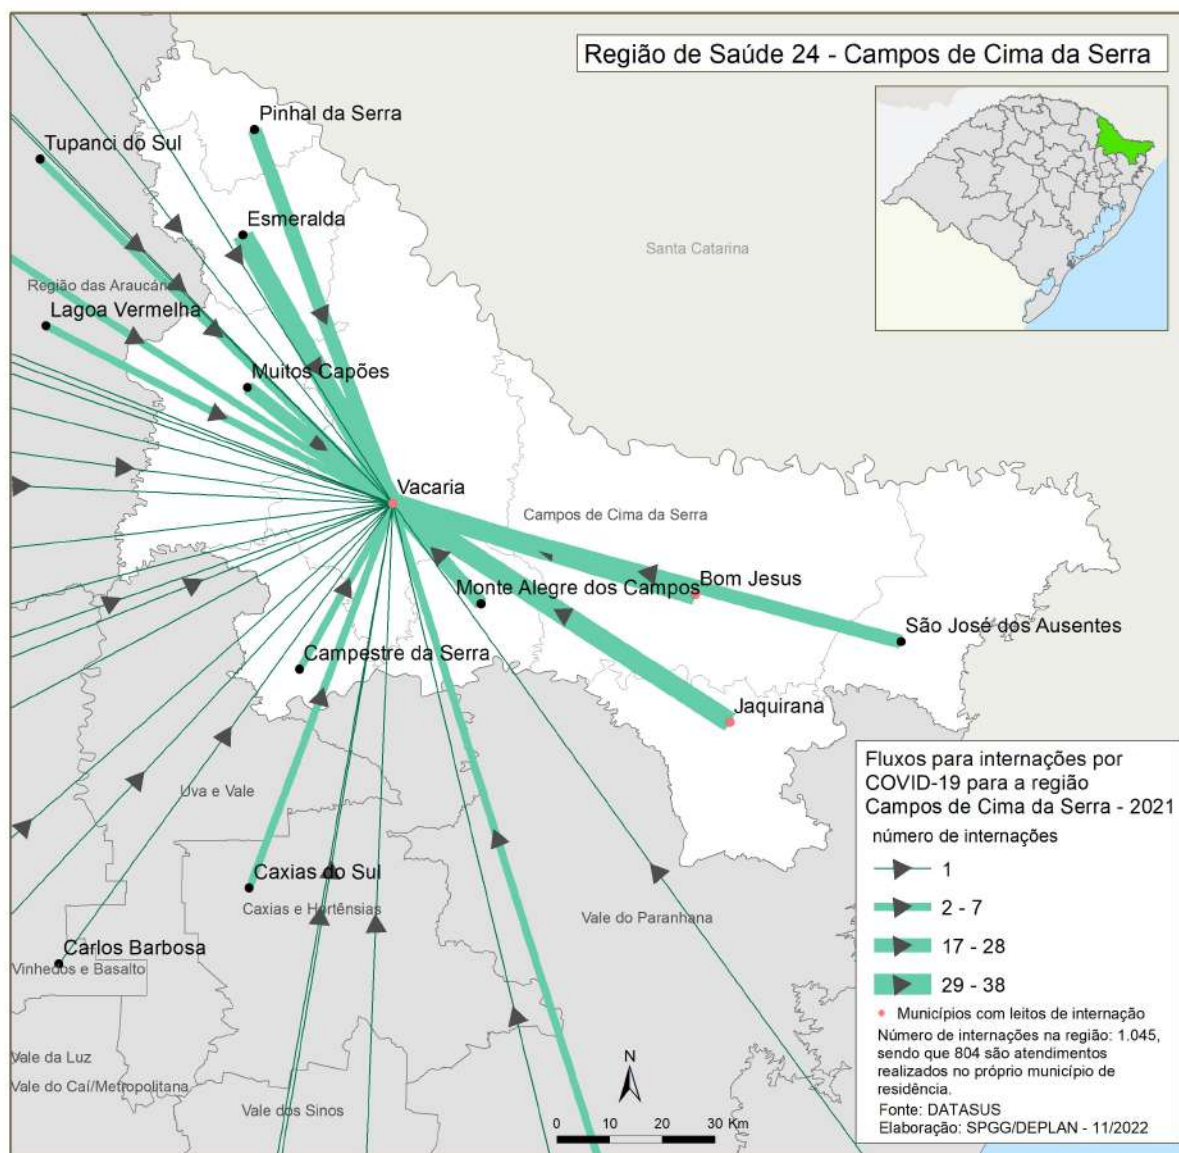 Região de Saúde 24 - Campos de Cima da Serra
Pinhal da Serra
Tupanci do Sul
Esmeralda
Santa Catarina
Região das Araucári
Lagoa Vermelha
Muitos Capões
Vacaria
Campos de Cima da Serra
Bom Jesus
Monte Alegre dos Campos
São José dos Ausentes
Campestre da Serra
Jaquirana
Fluxos para internações por
COVID-19 para a região
Campos de Cima da Serra - 2021
número de internações
1
2 - 7
17 - 28
29 - 38
Municípios com leitos de internação
Número de internações na região: 1.045,
sendo que 804 são atendimentos
realizados no próprio município de
residência.
Fonte: DATASUS
Elaboração: SPGG/DEPLAN - 11/2022
Uva e Vale
Caxias do Sul
Caxias e Hortênsias
Vale do Paranhana
Carlos Barbosa
Vinhedos e Basalto
Vale da Luz
Vale do Caí/Metropolitana
Vale dos Sinos
N
0 10 20 30 Km